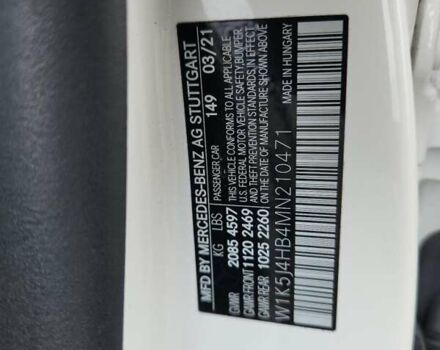 MFD BY MERCEDES-BENZ AG STUTTGART
PASSENGER CAR 149 03/21
KG LBS
GVWR 2085 4597
GAWR FRONT 1120 2469
GAWR REAR 1025 2260
THIS VEHICLE CONFORMS TO ALL APPLICABLE
U.S. FEDERAL MOTOR VEHICLE SAFETY, BUMPER
AND THEFT PREVENTION STANDARDS, IN EFFECT
ON THE DATE OF MANUFACTURE SHOWN ABOVE
MADE IN HUNGARY
W1K5J4HB4MN210471